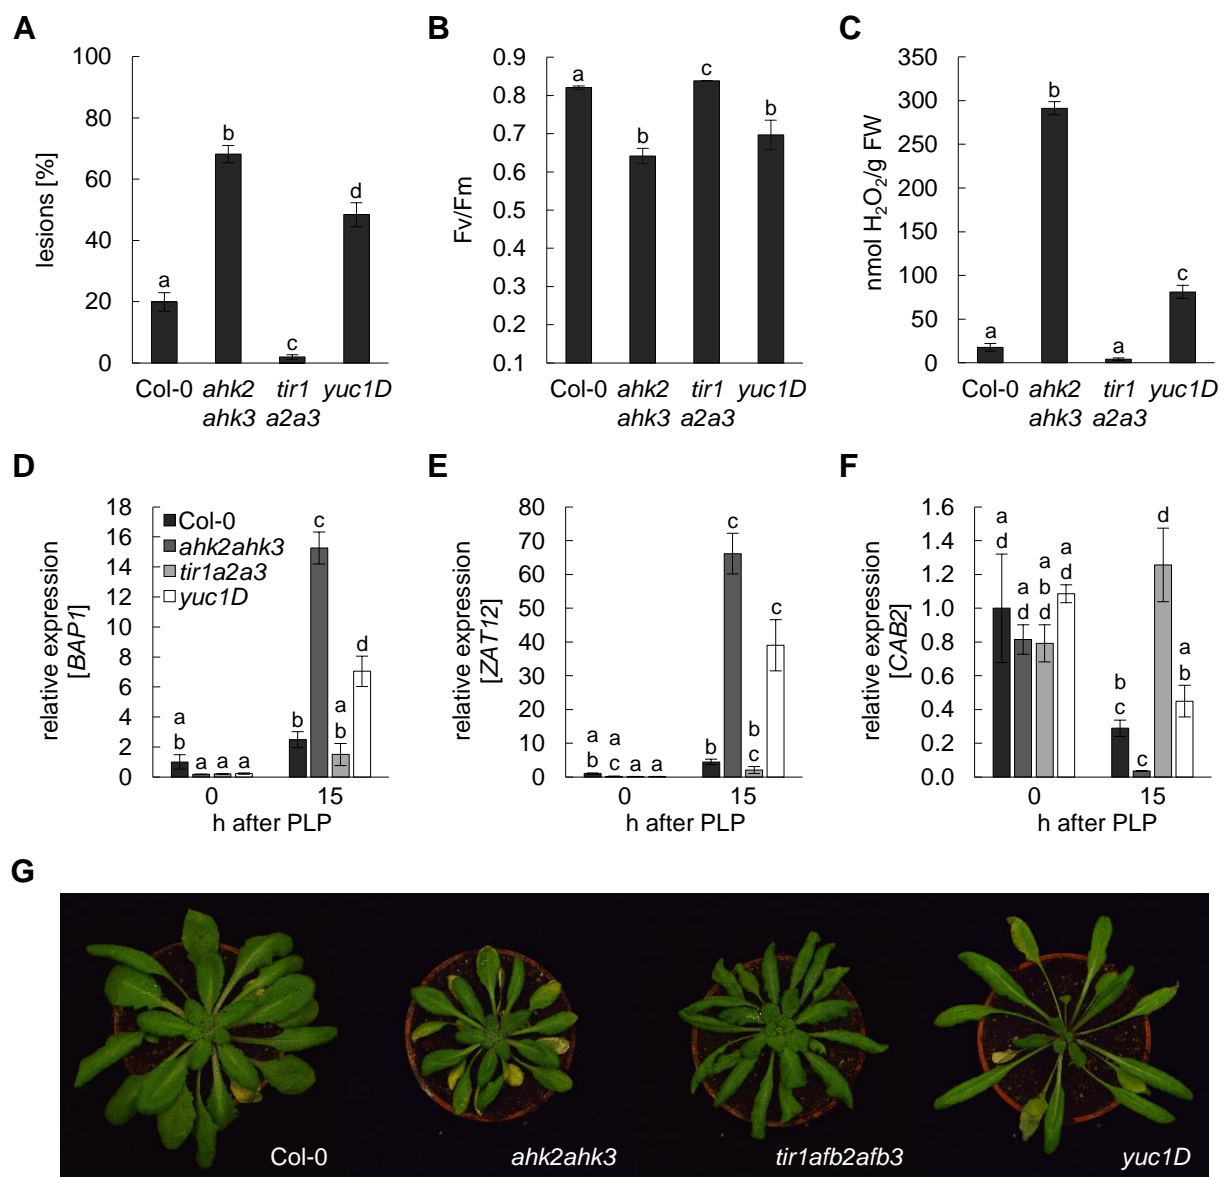 A
lesions [%]
100
80
60
40
20
0
a
b
c
d
Col-0 ahk2 tir1 yuc1D
ahk3 a2a3
B
Fv/Fm
0.9
0.8
0.7
0.6
0.5
0.4
0.3
0.2
0.1
a
b
c
b
Col-0 ahk2 tir1 yuc1D
ahk3 a2a3
C
nmol H₂O₂/g FW
350
300
250
200
150
100
50
0
a
b
a
c
Col-0 ahk2 tir1 yuc1D
ahk3 a2a3
D
relative expression
[BAP1]
18
16
14
12
10
8
6
4
2
0
Col-0
ahk2ahk3
tir1a2a3
yuc1D
a
b a a a
b
c
a
b
d
0 15
h after PLP
E
relative expression
[ZAT12]
80
70
60
50
40
30
20
10
0
a a
b c a a
b
c
b
c
c
0 15
h after PLP
F
relative expression
[CAB2]
1.6
1.4
1.2
1.0
0.8
0.6
0.4
0.2
0.0
a
d
a
d
a
b
d
a
d
b
c
c
d
a
b
0 15
h after PLP
G
Col-0
ahk2ahk3
tir1afb2afb3
yuc1D